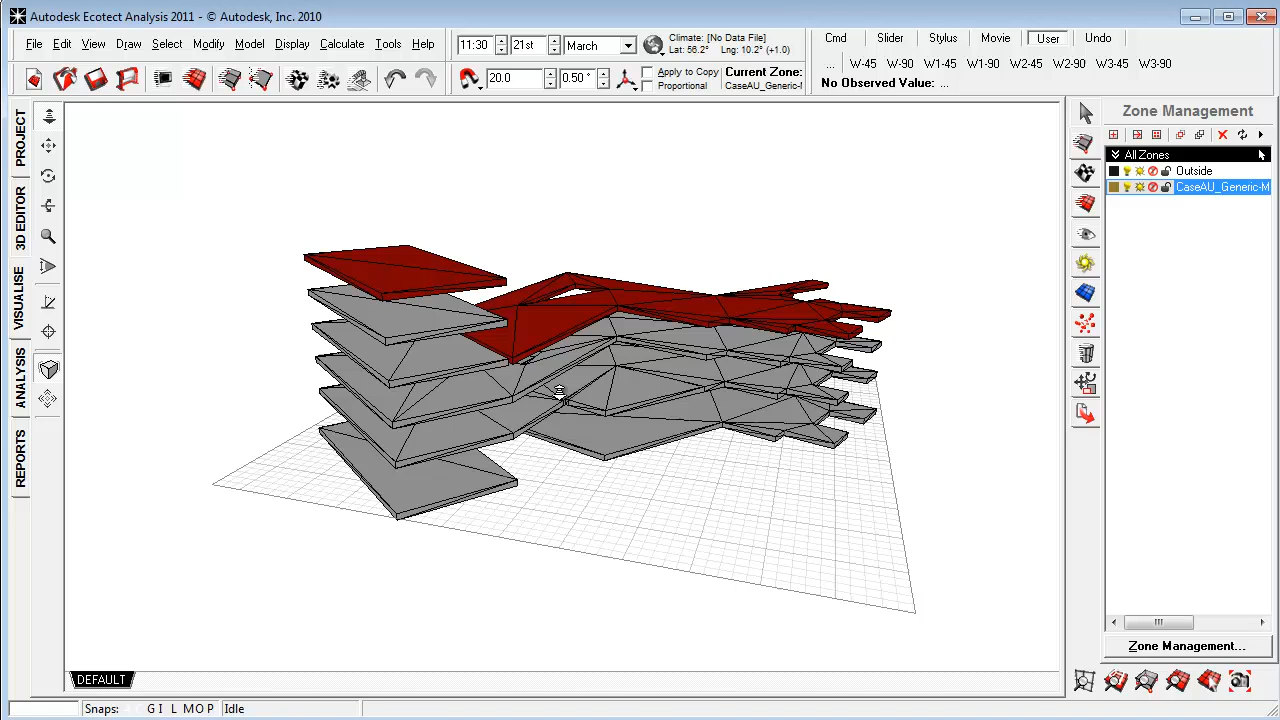 Autodesk Ecotect Analysis 2011 - © Autodesk, Inc. 2010
File Edit View Draw Select Modify Model Display Calculate Tools Help
11:30 21st March
Climate: [No Data File]
Lat: 56.2° Lng: 10.2° (+1.0)
Cmd Slider Stylus Movie User Undo
... W-45 W-90 W1-45 W1-90 W2-45 W2-90 W3-45 W3-90
20.0 0.50 °
Apply to Copy
Proportional
Current Zone:
CaseAU_Generic-
No Observed Value: ...
PROJECT
3D EDITOR
VISUALISE
ANALYSIS
REPORTS
Zone Management
All Zones
Outside
CaseAU_Generic-M
Zone Management...
DEFAULT
Snaps: G I L M O P Idle